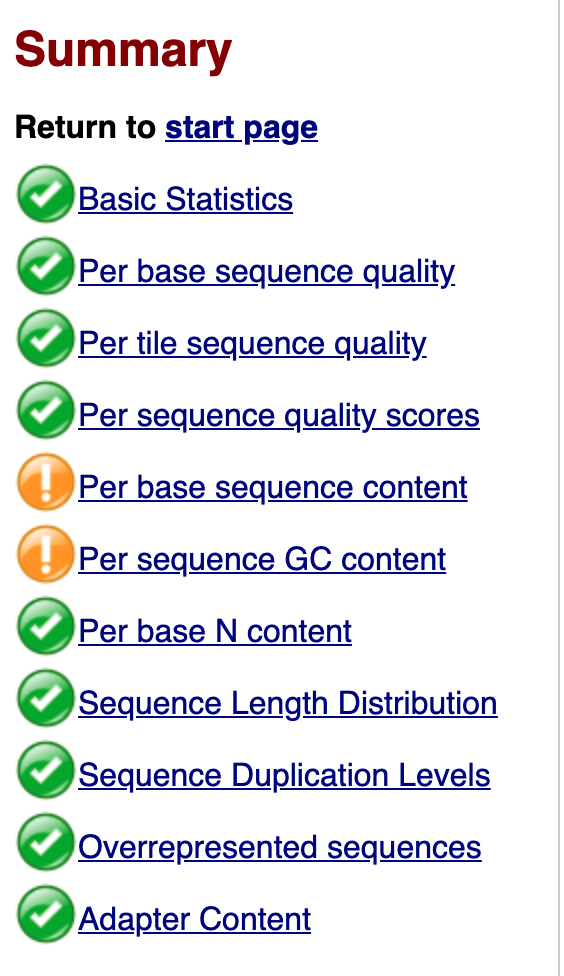 Summary
Return to start page
Basic Statistics
Per base sequence quality
Per tile sequence quality
Per sequence quality scores
Per base sequence content
Per sequence GC content
Per base N content
Sequence Length Distribution
Sequence Duplication Levels
Overrepresented sequences
Adapter Content